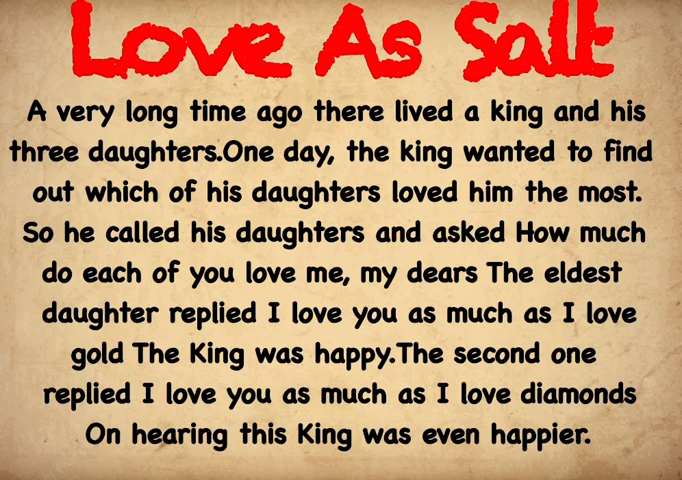 Love As Salt
A very long time ago there lived a king and his
three daughters.One day, the king wanted to find
out which of his daughters loved him the most.
So he called his daughters and asked How much
do each of you love me, my dears The eldest
daughter replied I love you as much as I love
gold The King was happy.The second one
replied I love you as much as I love diamonds
On hearing this King was even happier.